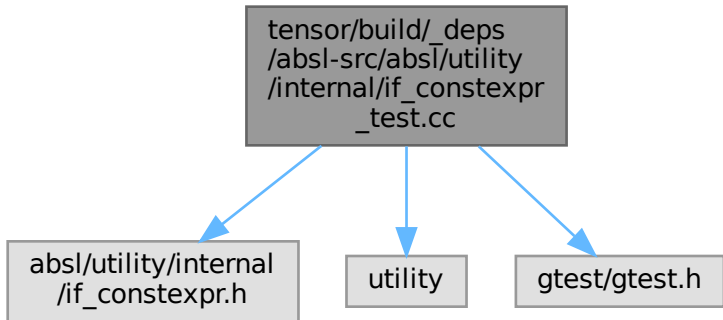 tensor/build/_deps
/absl-src/absl/utility
/internal/if_constexpr
_test.cc
absl/utility/internal
/if_constexpr.h
utility
gtest/gtest.h